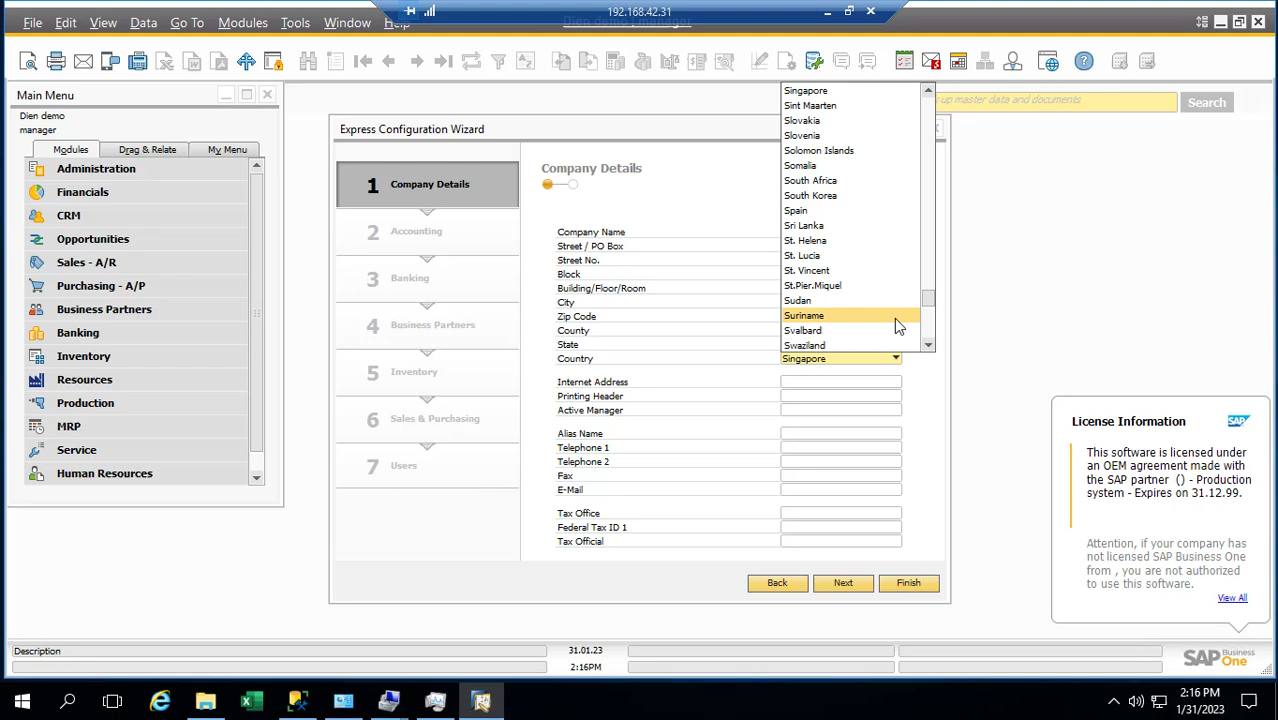 192.168.42.31
File Edit View Data Go To Modules Tools Window Help
Dien demo | manager
Main Menu
Dien demo
manager
Modules Drag & Relate My Menu
Administration
Financials
CRM
Opportunities
Sales - A/R
Purchasing - A/P
Business Partners
Banking
Inventory
Resources
Production
MRP
Service
Human Resources
up master data and documents
Search
Express Configuration Wizard
1 Company Details
2 Accounting
3 Banking
4 Business Partners
5 Inventory
6 Sales & Purchasing
7 Users
Company Details
Company Name
Street / PO Box
Street No.
Block
Building/Floor/Room
City
Zip Code
County
State
Country Singapore
Internet Address
Printing Header
Active Manager
Alias Name
Telephone 1
Telephone 2
Fax
E-Mail
Tax Office
Federal Tax ID 1
Tax Official
Singapore
Sint Maarten
Slovakia
Slovenia
Solomon Islands
Somalia
South Africa
South Korea
Spain
Sri Lanka
St. Helena
St. Lucia
St. Vincent
St.Pier.Miquel
Sudan
Suriname
Svalbard
Swaziland
Back Next Finish
License Information SAP
This software is licensed under
an OEM agreement made with
the SAP partner () - Production
system - Expires on 31.12.99.
Attention, if your company has
not licensed SAP Business One
from , you are not authorized
to use this software.
View All
Description
31.01.23
2:16PM
SAP Business One
2:16 PM
1/31/2023